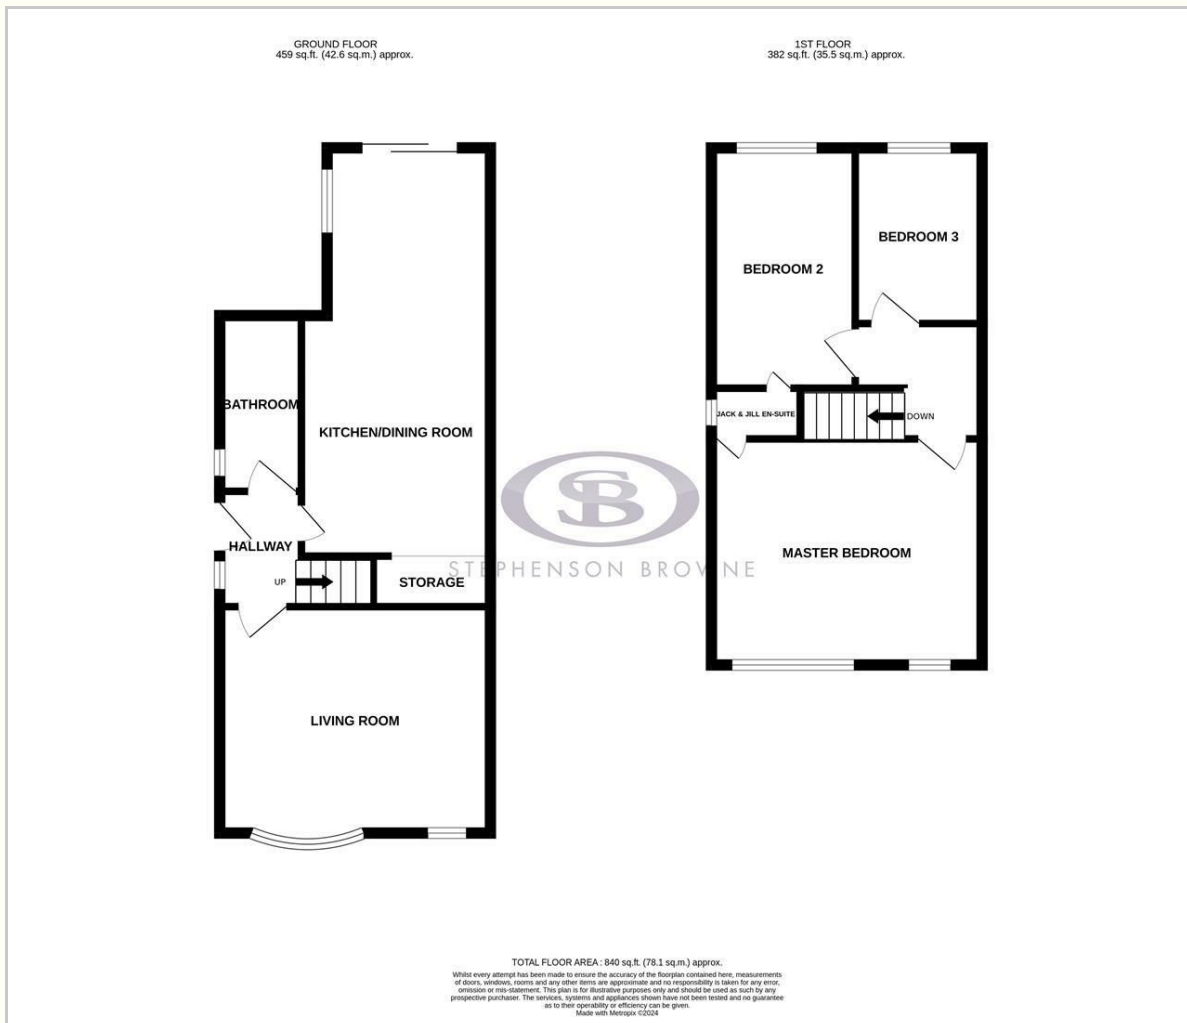 GROUND FLOOR
459 sq.ft. (42.6 sq.m.) approx.
1ST FLOOR
382 sq.ft. (35.5 sq.m.) approx.
BEDROOM 3
BEDROOM 2
BATHROOM
JACK & JILL EN-SUITE
DOWN
KITCHEN/DINING ROOM
SB
HALLWAY
MASTER BEDROOM
STEPHENSON BROWNE
UP
STORAGE
LIVING ROOM
TOTAL FLOOR AREA : 840 sq.ft. (78.1 sq.m.) approx.
Whilst every attempt has been made to ensure the accuracy of the floorplan contained here, measurements
of doors, windows, rooms and any other items are approximate and no responsibility is taken for any error,
omission or mis-statement. This plan is for illustrative purposes only and should be used as such by any
prospective purchaser. The services, systems and appliances shown have not been tested and no guarantee
as to their operability or efficiency can be given.
Made with Metropix ©2024